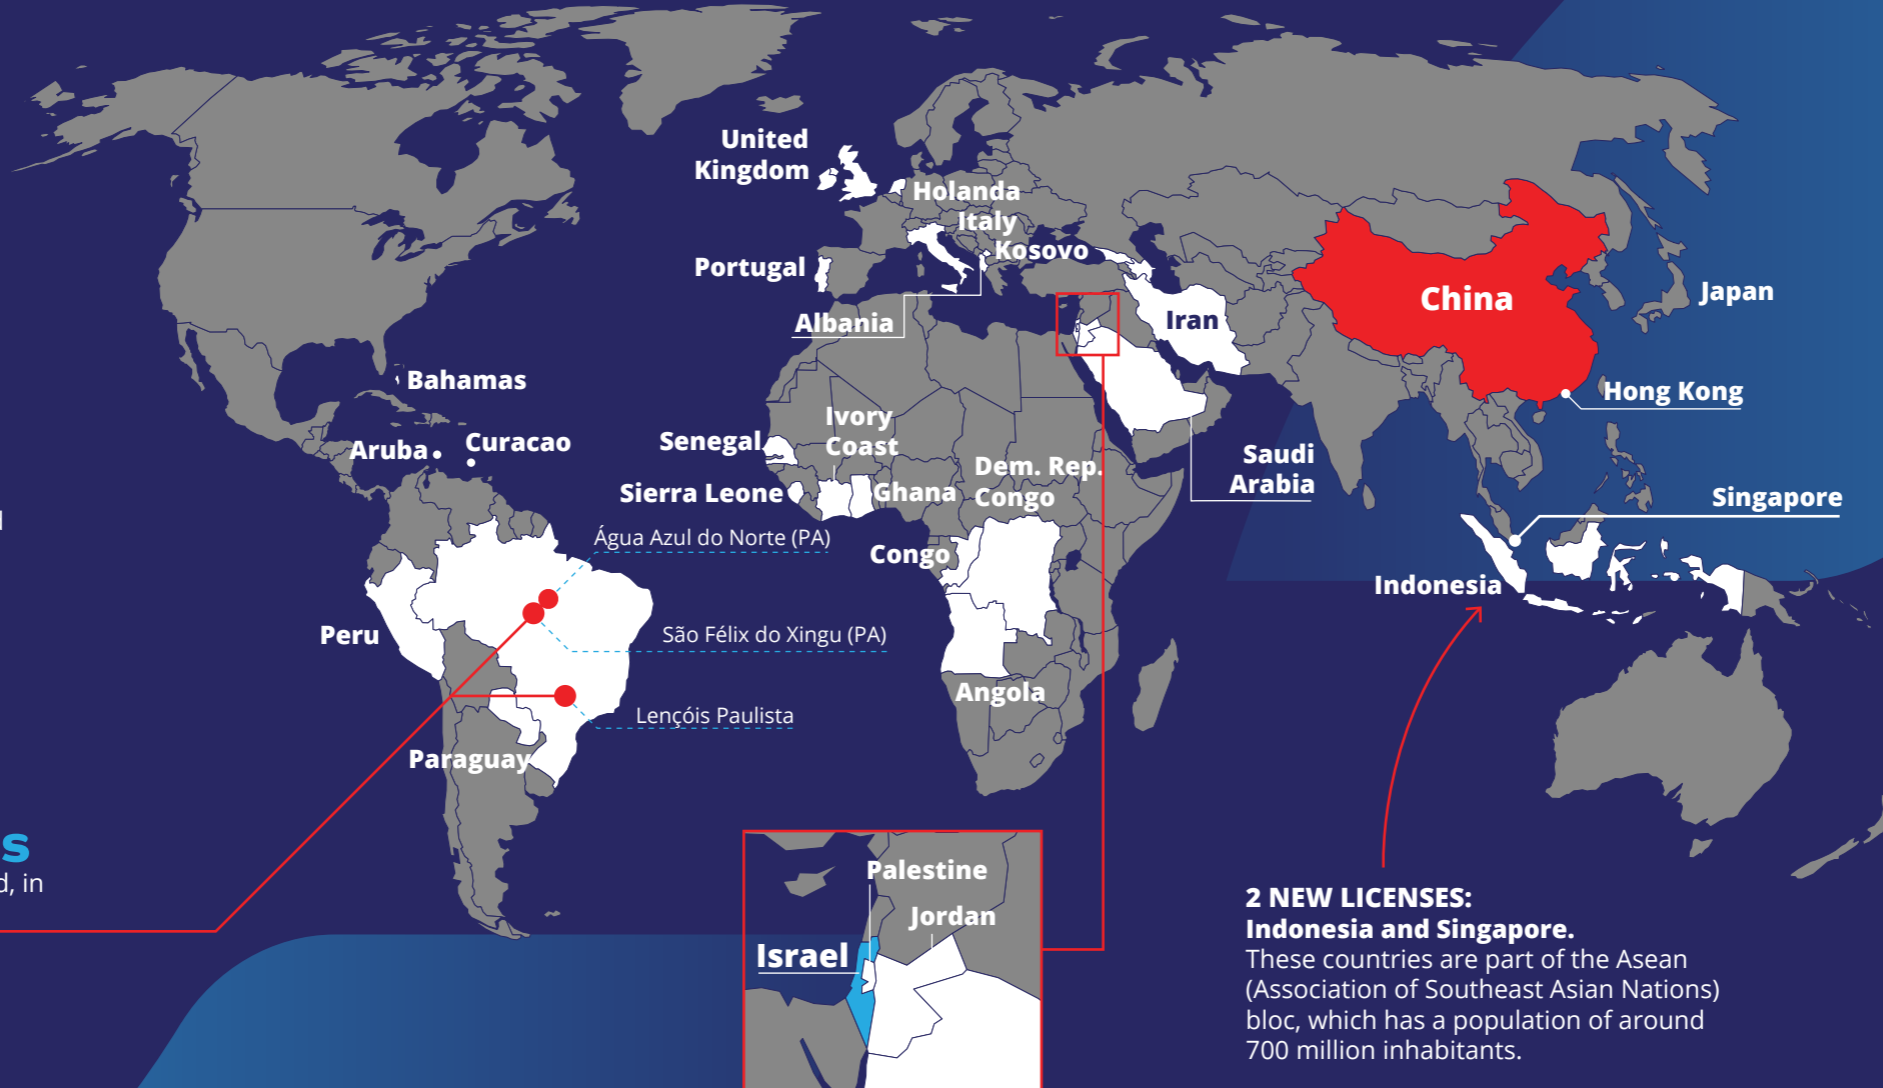 United
Kingdom
Holanda
Italy
Kosovo
Portugal
Albania
Iran
China
Japan
Hong Kong
Bahamas
Aruba
Curacao
Senegal
Ivory
Coast
Sierra Leone
Ghana
Dem. Rep.
Congo
Saudi
Arabia
Singapore
Água Azul do Norte (PA)
Congo
Indonesia
Peru
São Félix do Xingu (PA)
Angola
Lençóis Paulista
Paraguay
s
d, in
Palestine
Jordan
Israel
2 NEW LICENSES:
Indonesia and Singapore.
These countries are part of the Asean
(Association of Southeast Asian Nations)
bloc, which has a population of around
700 million inhabitants.